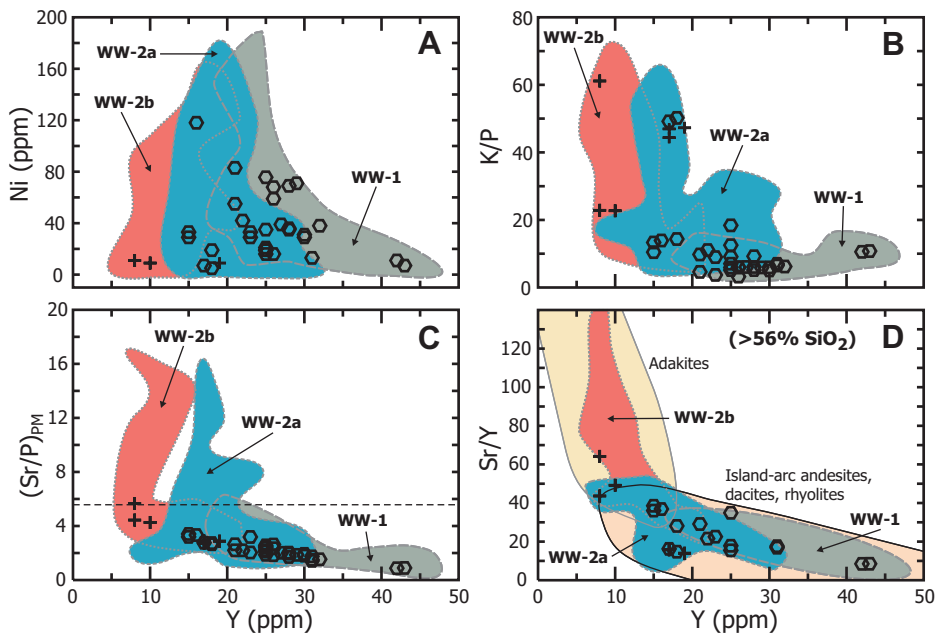 200
160
120
80
40
0
Ni (ppm)
WW-2a
WW-2b
WW-1
A
80
60
40
20
0
K/P
WW-2b
WW-2a
WW-1
B
20
16
12
8
4
0
(Sr/P)PM
WW-2b
WW-2a
WW-1
C
0 10 20 30 40 50
Y (ppm)
120
100
80
60
40
20
0
Sr/Y
(>56% SiO2)
D
Adakites
WW-2b
Island-arc andesites,
dacites, rhyolites
WW-2a
WW-1
0 10 20 30 40 50
Y (ppm)